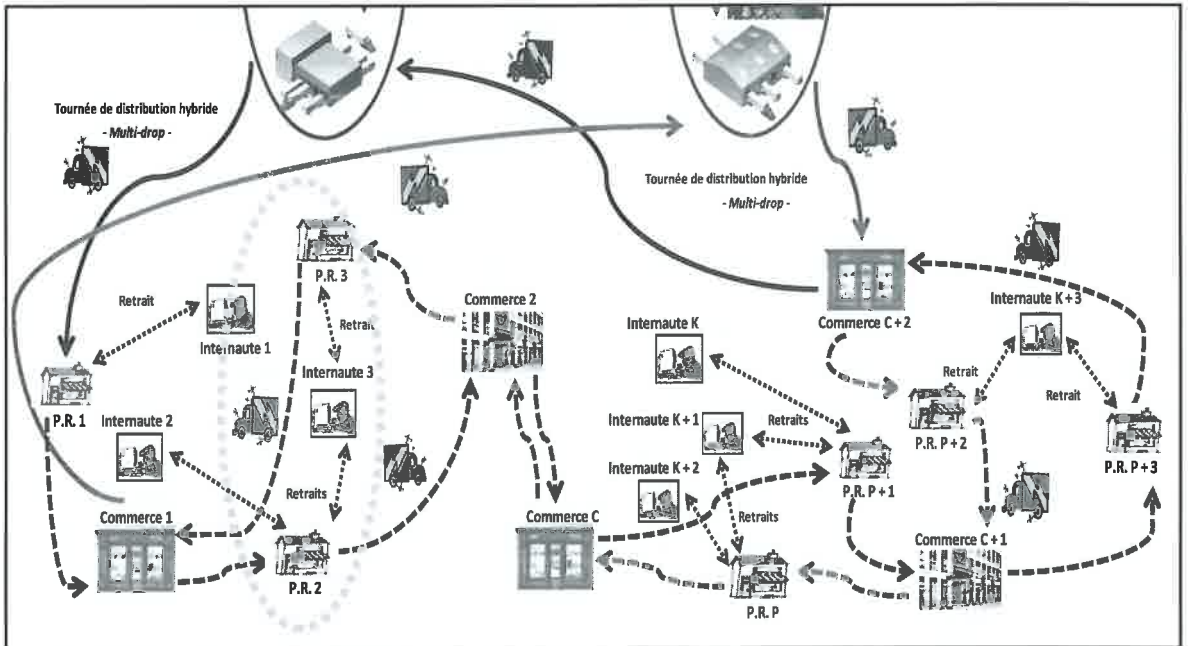 P.R.P
Tournée de distribution hybride
- Multi-drop -
Tournée de distribution hybride
- Multi-drop -
P.R. 3
Retrait
Internaute 1
Retrait
Commerce 2
Internaute K
Internaute K + 3
Commerce C + 2
Internaute 3
P.R. 1
Internaute 2
Internaute K + 1
Retraits
Retrait
Retrait
P.R. P + 2
Internaute K + 2
P.R. P + 1
P.R. P + 3
Retraits
Retraits
Commerce 1
Commerce C
Commerce C + 1
P.R. 2
P.R. P